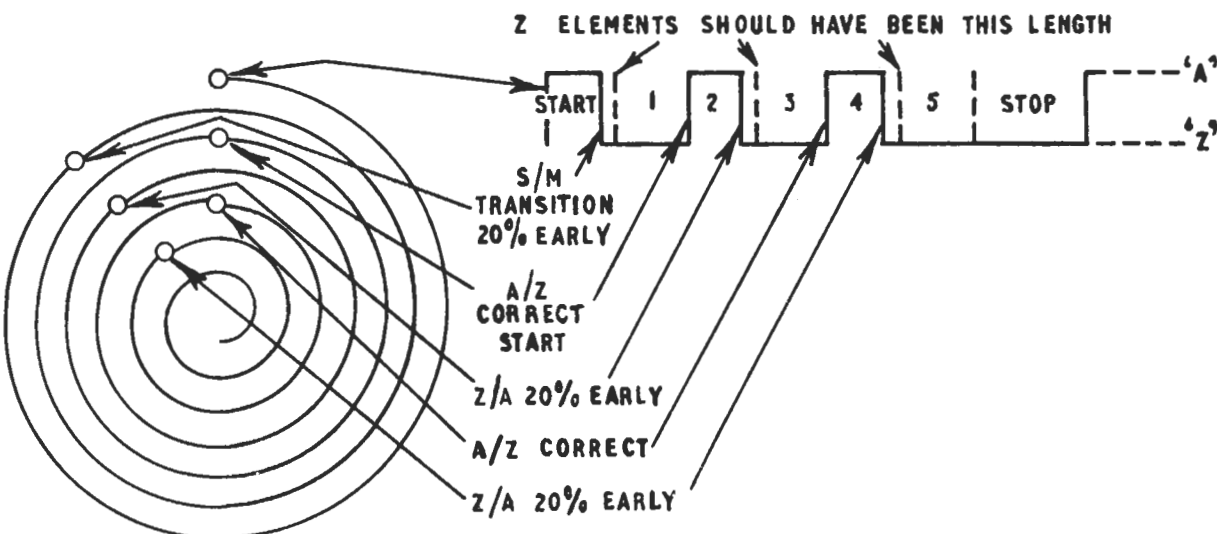 Z ELEMENTS SHOULD HAVE BEEN THIS LENGTH
START 1 2 3 4 5 STOP
'A'
'Z'
S/M
TRANSITION
20% EARLY
A/Z
CORRECT
START
Z/A 20% EARLY
A/Z CORRECT
Z/A 20% EARLY